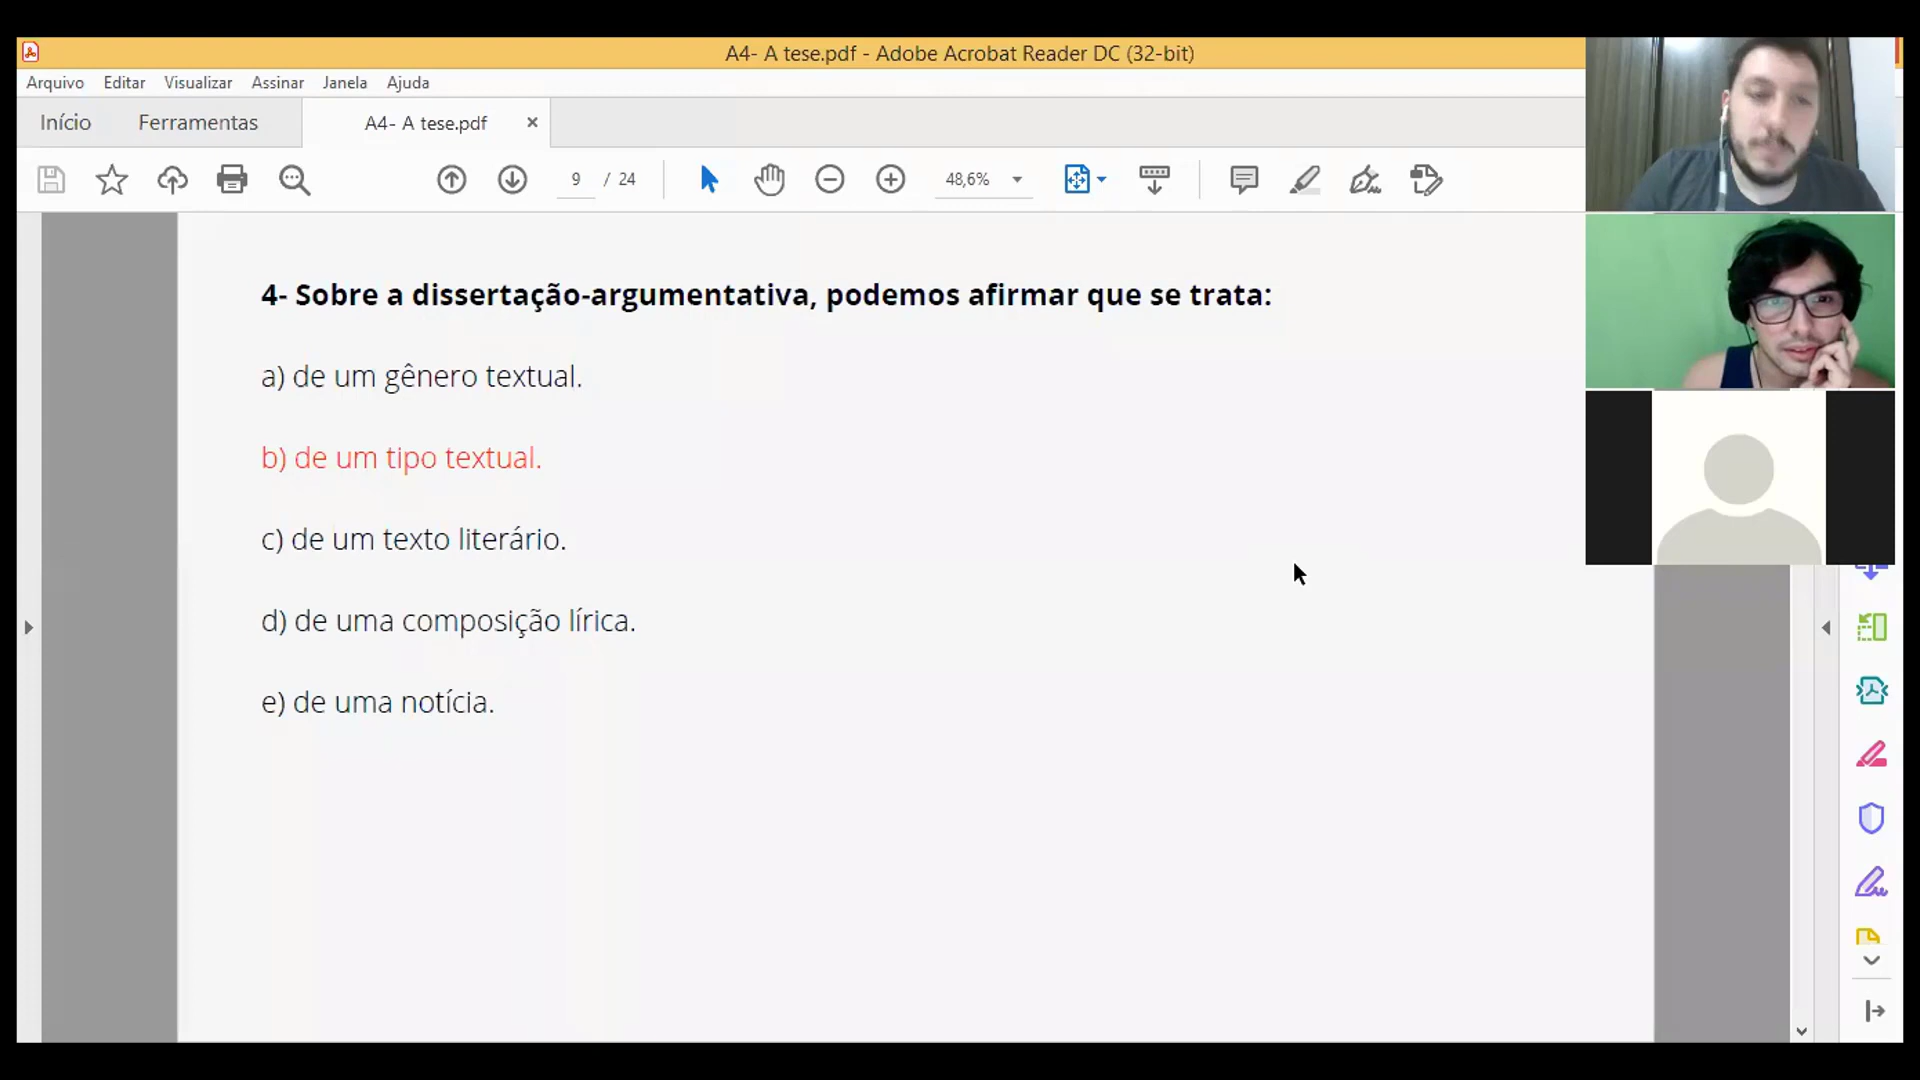 A4- A tese.pdf - Adobe Acrobat Reader DC (32-bit)
Arquivo Editar Visualizar Assinar Janela Ajuda
Início Ferramentas A4- A tese.pdf ×
9 / 24 48,6%
4- Sobre a dissertação-argumentativa, podemos afirmar que se trata:
a) de um gênero textual.
b) de um tipo textual.
c) de um texto literário.
d) de uma composição lírica.
e) de uma notícia.